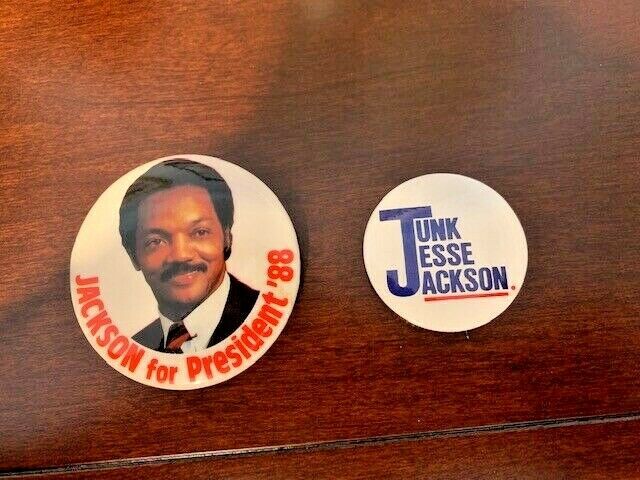 JACKSON for President '88
JUNK
JESSE
JACKSON.